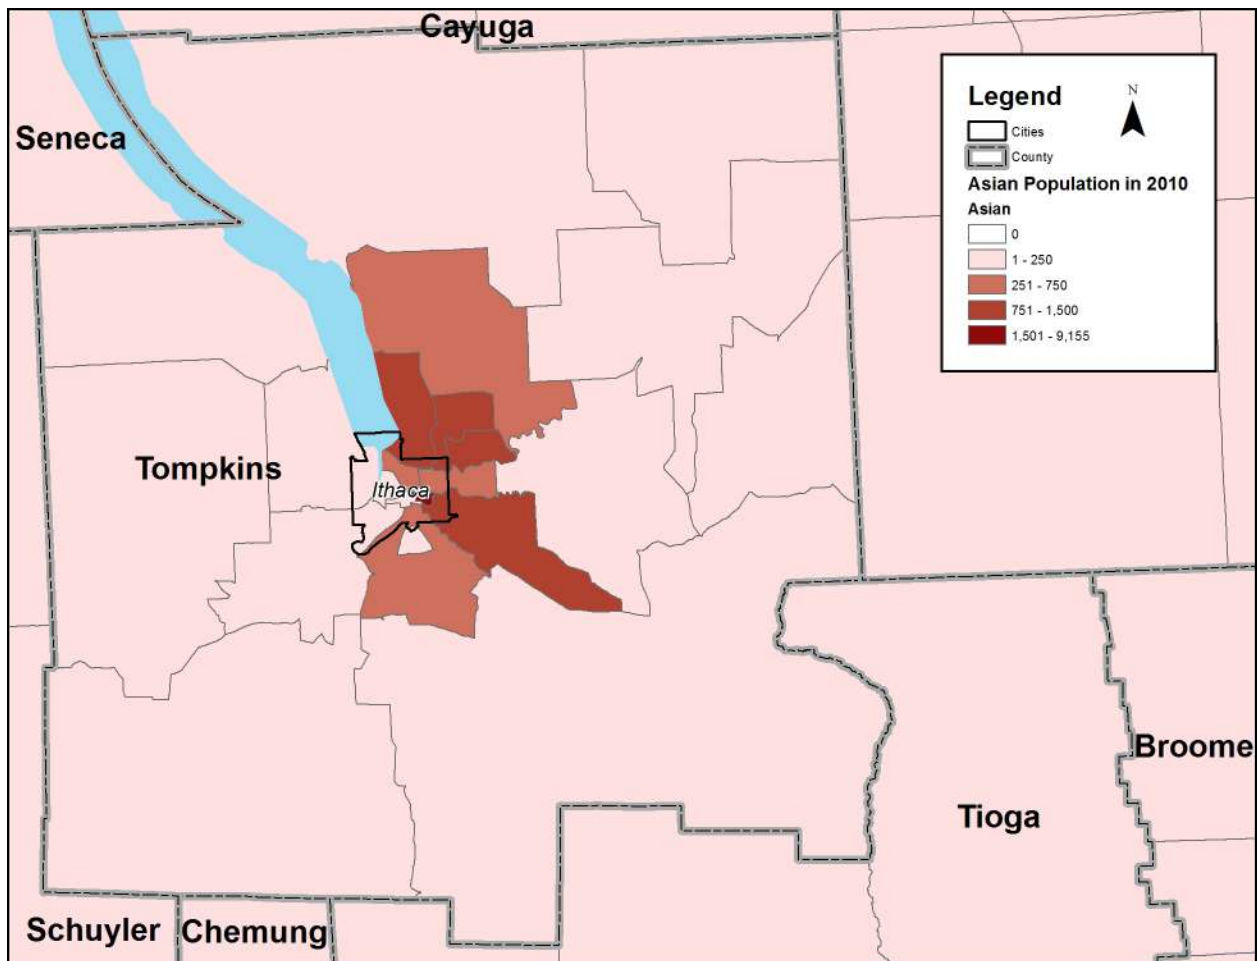 Cayuga
Seneca
Legend
N
Cities
County
Asian Population in 2010
Asian
0
1 - 250
251 - 750
751 - 1,500
1,501 - 9,155
Tompkins
Ithaca
Broome
Tioga
Schuyler
Chemung